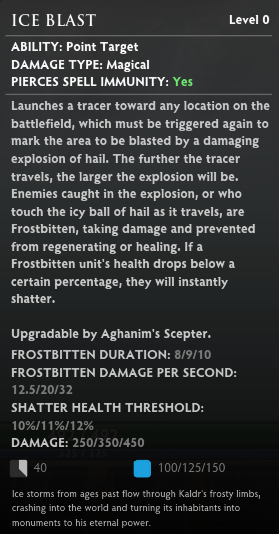 ICE BLAST Level 0
ABILITY: Point Target
DAMAGE TYPE: Magical
PIERCES SPELL IMMUNITY: Yes
Launches a tracer toward any location on the
battlefield, which must be triggered again to
mark the area to be blasted by a damaging
explosion of hail. The further the tracer
travels, the larger the explosion will be.
Enemies caught in the explosion, or who
touch the icy ball of hail as it travels, are
Frostbitten, taking damage and prevented
from regenerating or healing. If a
Frostbitten unit's health drops below a
certain percentage, they will instantly
shatter.
Upgradable by Aghanim's Scepter.
FROSTBITTEN DURATION: 8/9/10
FROSTBITTEN DAMAGE PER SECOND:
12.5/20/32
SHATTER HEALTH THRESHOLD:
10%/11%/12%
DAMAGE: 250/350/450
40 100/125/150
Ice storms from ages past flow through Kaldr's frosty limbs,
crashing into the world and turning its inhabitants into
monuments to his eternal power.